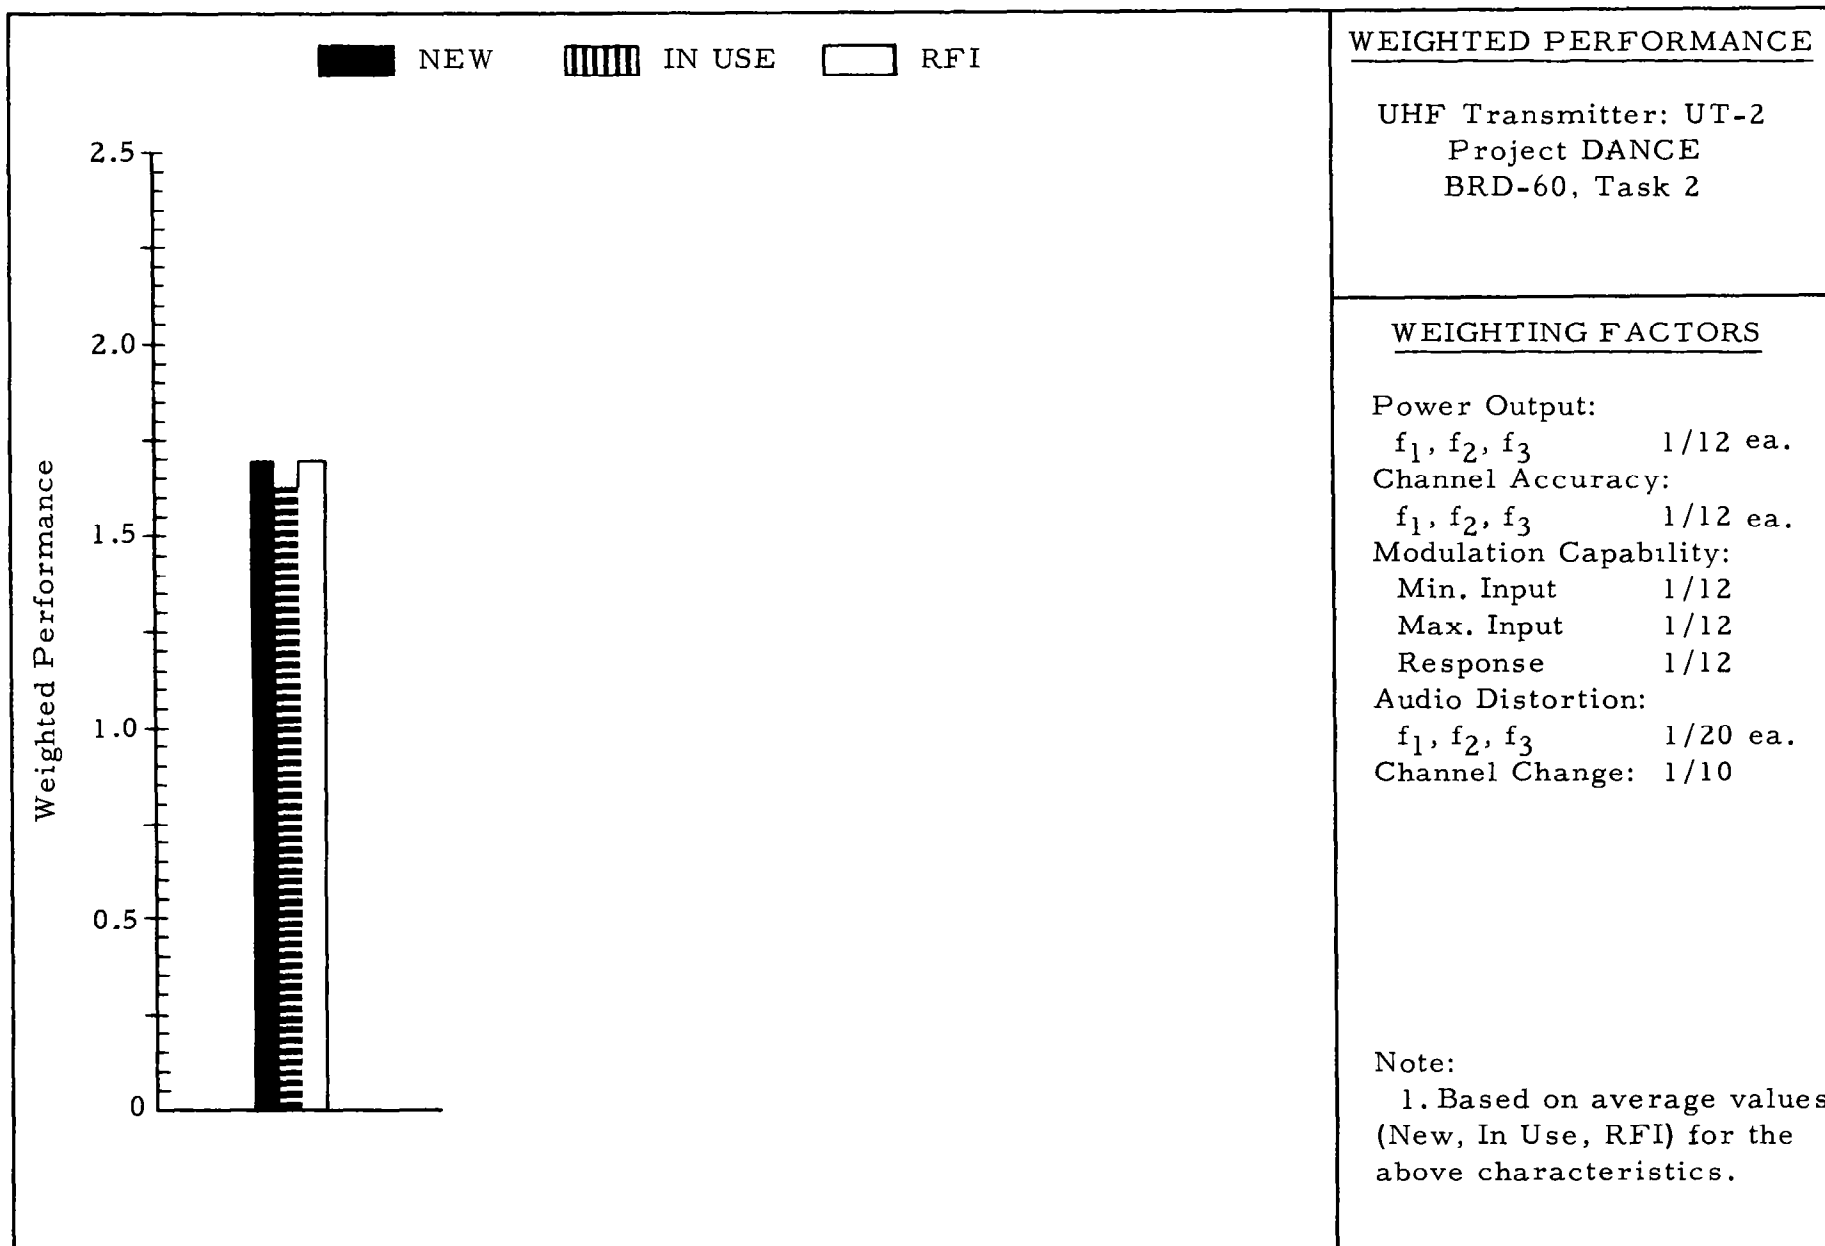 NEW IN USE RFI
2.5
2.0
1.5
1.0
0.5
0
Weighted Performance
WEIGHTED PERFORMANCE
UHF Transmitter: UT-2
Project DANCE
BRD-60, Task 2
WEIGHTING FACTORS
Power Output:
f1, f2, f3 1/12 ea.
Channel Accuracy:
f1, f2, f3 1/12 ea.
Modulation Capability:
Min. Input 1/12
Max. Input 1/12
Response 1/12
Audio Distortion:
f1, f2, f3 1/20 ea.
Channel Change: 1/10
Note:
1. Based on average values
(New, In Use, RFI) for the
above characteristics.